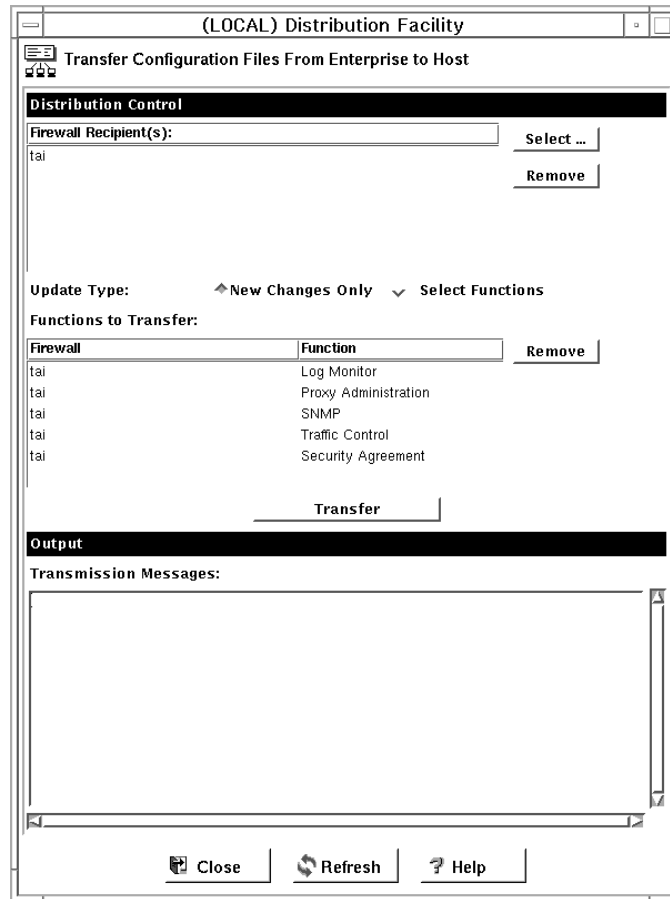 (LOCAL) Distribution Facility
Transfer Configuration Files From Enterprise to Host
Distribution Control
Firewall Recipient(s):
Select ...
tai
Remove
Update Type: New Changes Only Select Functions
Functions to Transfer:
Firewall Function
Remove
tai Log Monitor
tai Proxy Administration
tai SNMP
tai Traffic Control
tai Security Agreement
Transfer
Output
Transmission Messages:
Close Refresh Help